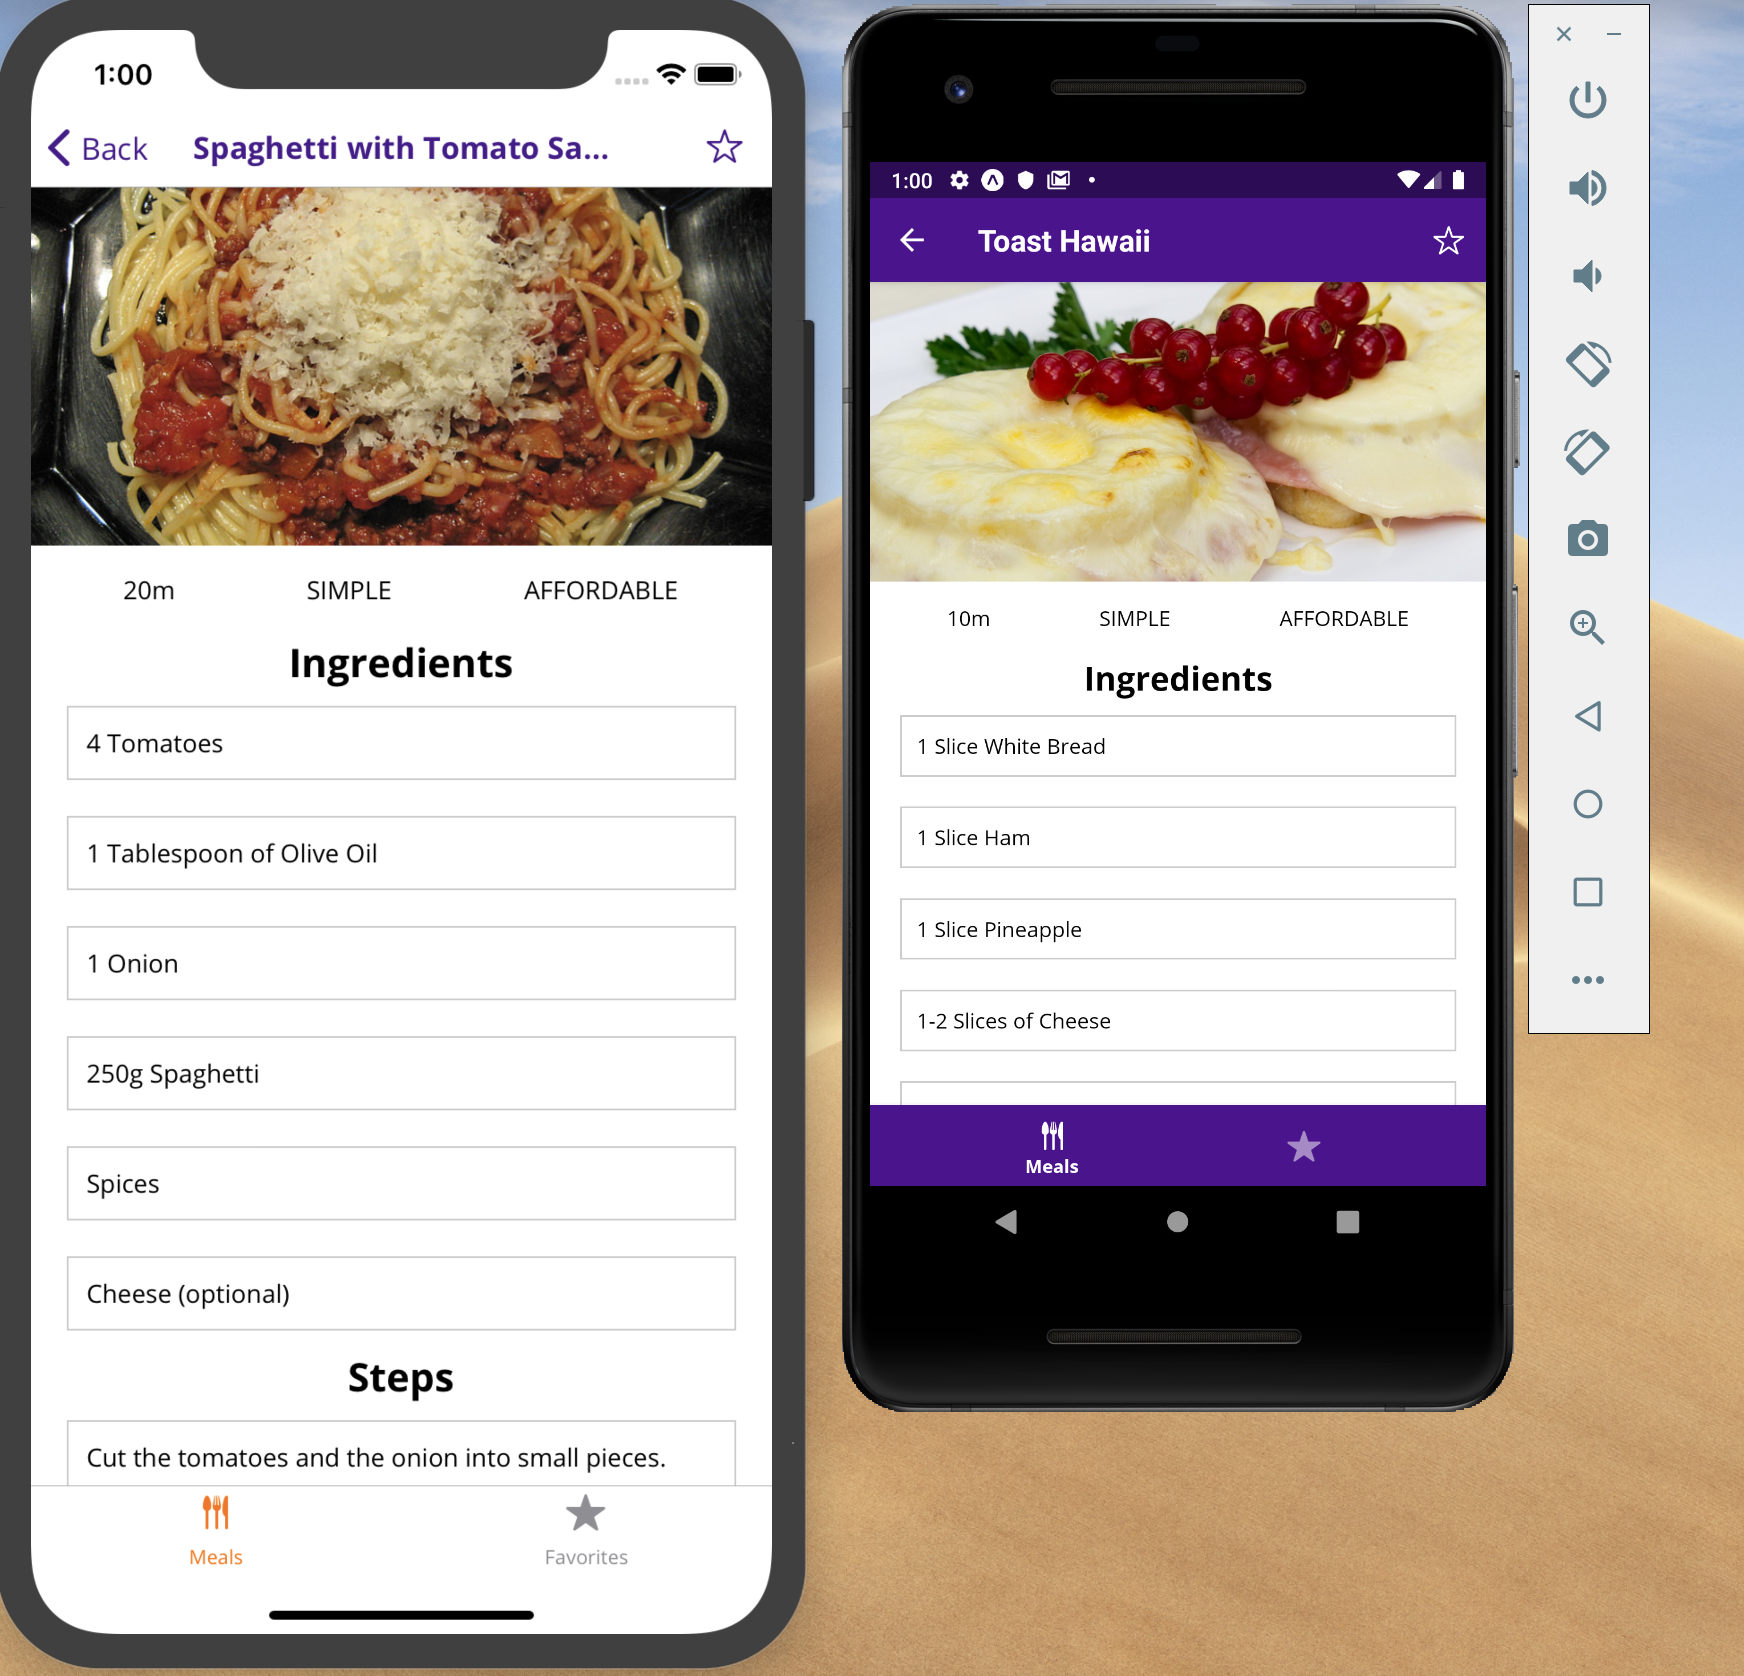 1:00
Back
Spaghetti with Tomato Sa...
20m SIMPLE AFFORDABLE
Ingredients
4 Tomatoes
1 Tablespoon of Olive Oil
1 Onion
250g Spaghetti
Spices
Cheese (optional)
Steps
Cut the tomatoes and the onion into small pieces.
Meals Favorites
1:00
Toast Hawaii
10m SIMPLE AFFORDABLE
Ingredients
1 Slice White Bread
1 Slice Ham
1 Slice Pineapple
1-2 Slices of Cheese
Meals